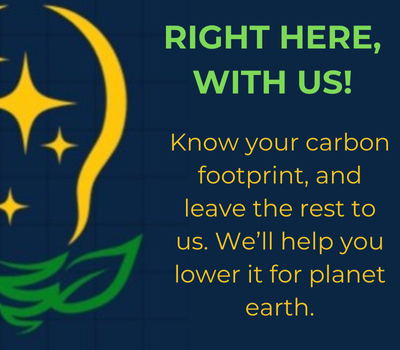 RIGHT HERE,
WITH US!
Know your carbon
footprint, and
leave the rest to
us. We’ll help you
lower it for planet
earth.